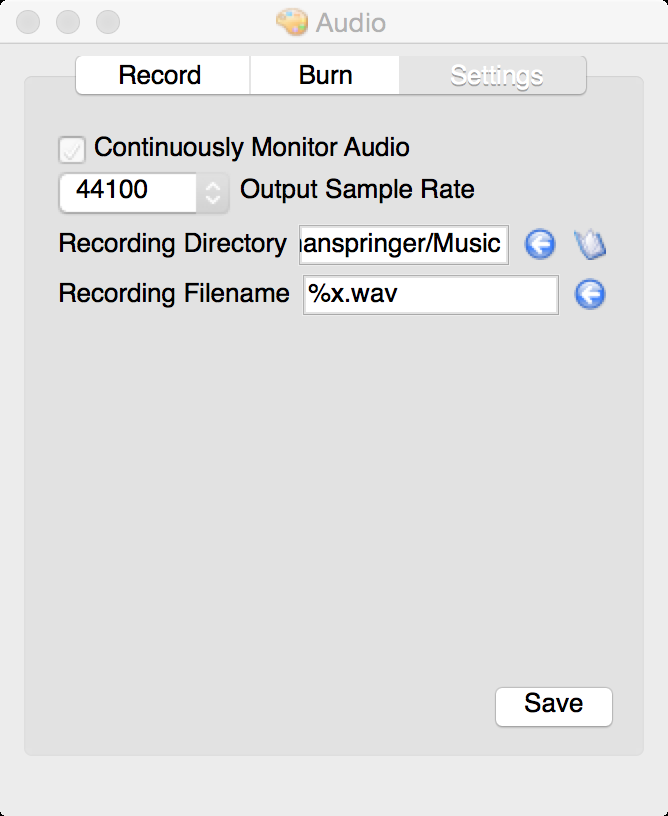 Audio
Record Burn Settings
Continuously Monitor Audio
44100 Output Sample Rate
Recording Directory anspringer/Music
Recording Filename %x.wav
Save